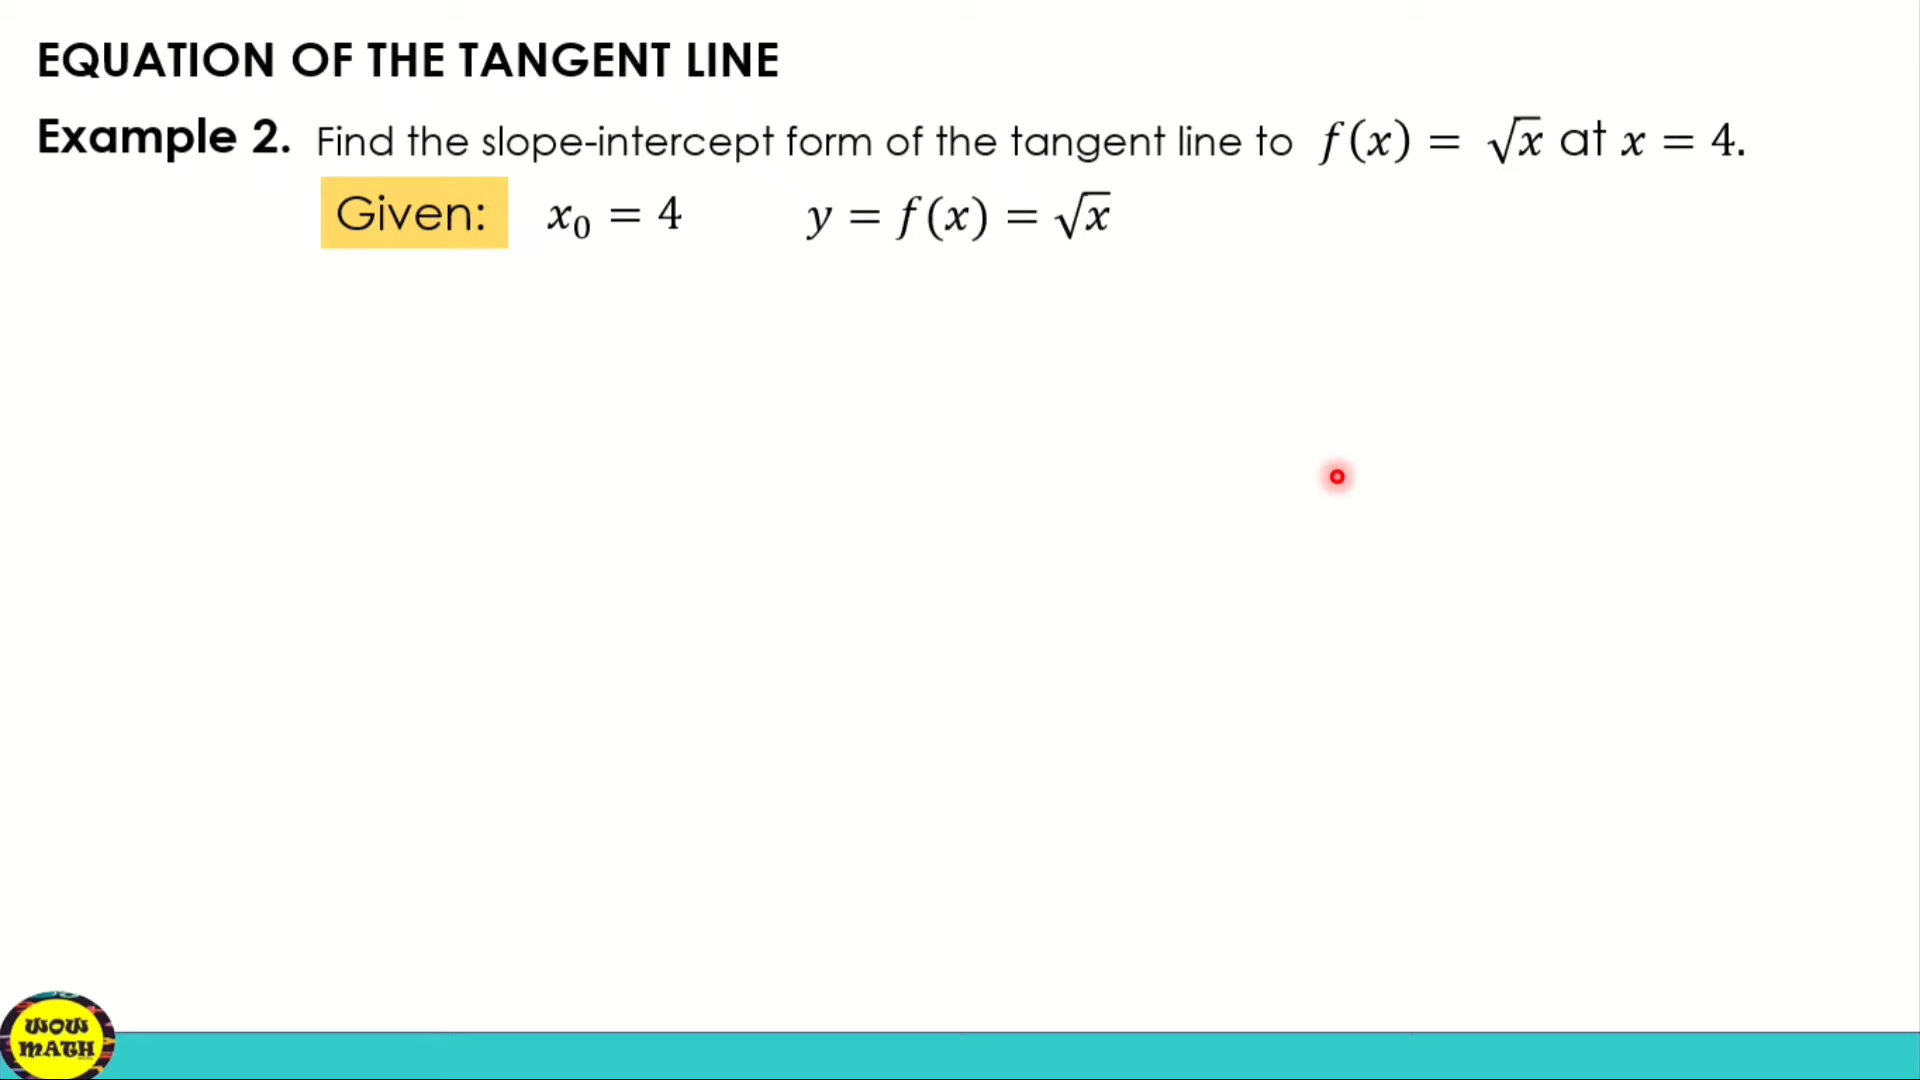 EQUATION OF THE TANGENT LINE
Example 2. Find the slope-intercept form of the tangent line to f(x) = √x at x = 4.
Given: x₀ = 4 y = f(x) = √x
WOW
MATH